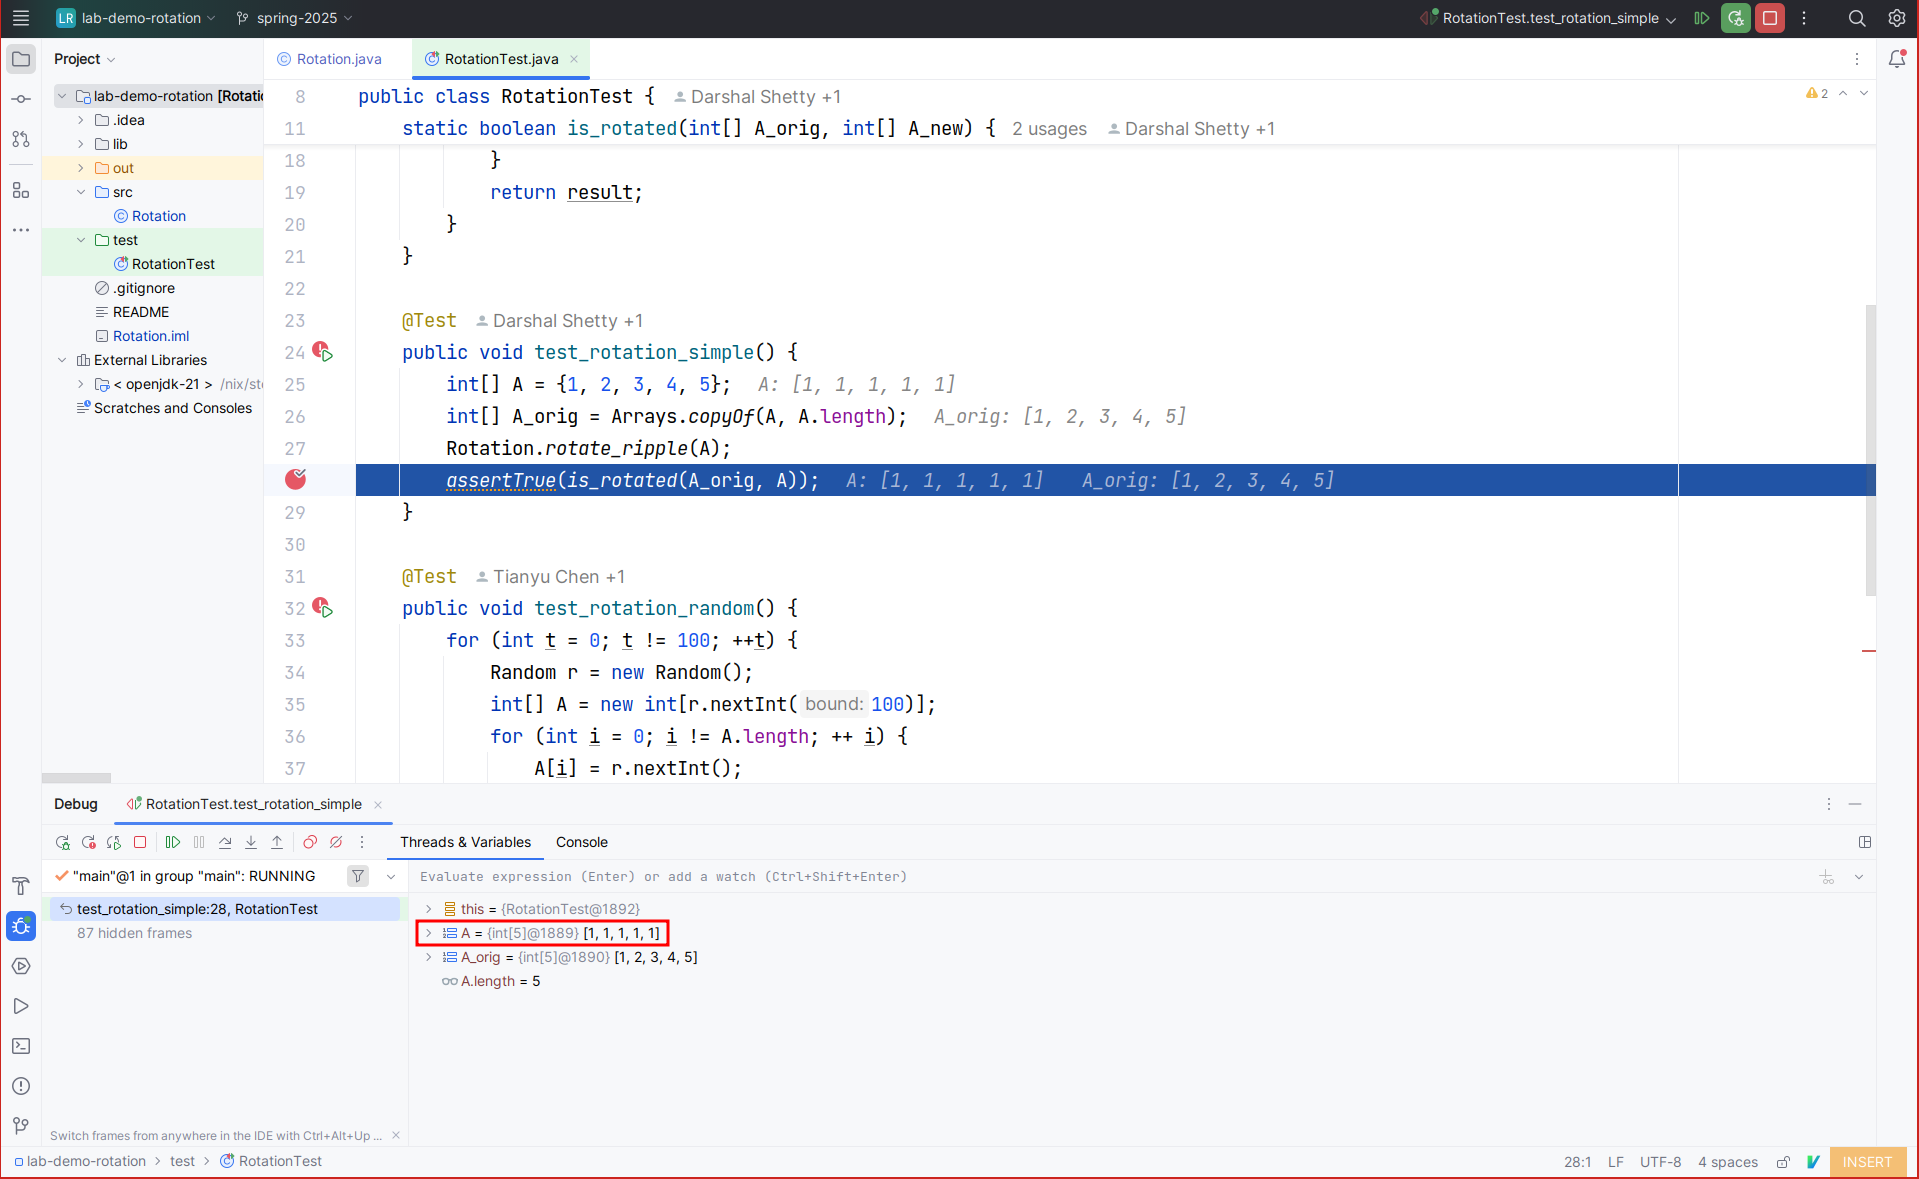 LR lab-demo-rotation spring-2025 RotationTest.test_rotation_simple
Project
Rotation.java RotationTest.java
lab-demo-rotation [Rotati
.idea
lib
out
src
Rotation
test
RotationTest
.gitignore
README
Rotation.iml
External Libraries
< openjdk-21 > /nix/st
Scratches and Consoles
8 public class RotationTest { Darshal Shetty +1
2
11 static boolean is_rotated(int[] A_orig, int[] A_new) { 2 usages Darshal Shetty +1
18 }
19 return result;
20 }
21 }
22
23 @Test Darshal Shetty +1
24 public void test_rotation_simple() {
25 int[] A = {1, 2, 3, 4, 5}; A: [1, 1, 1, 1, 1]
26 int[] A_orig = Arrays.copyOf(A, A.length); A_orig: [1, 2, 3, 4, 5]
27 Rotation.rotate_ripple(A);
assertTrue(is_rotated(A_orig, A)); A: [1, 1, 1, 1, 1] A_orig: [1, 2, 3, 4, 5]
29 }
30
31 @Test Tianyu Chen +1
32 public void test_rotation_random() {
33 for (int t = 0; t != 100; ++t) {
34 Random r = new Random();
35 int[] A = new int[r.nextInt( bound: 100)];
36 for (int i = 0; i != A.length; ++ i) {
37 A[i] = r.nextInt();
Debug RotationTest.test_rotation_simple
Threads & Variables Console
"main"@1 in group "main": RUNNING
test_rotation_simple:28, RotationTest
87 hidden frames
Evaluate expression (Enter) or add a watch (Ctrl+Shift+Enter)
this = {RotationTest@1892}
A = {int[5]@1889} [1, 1, 1, 1, 1]
A_orig = {int[5]@1890} [1, 2, 3, 4, 5]
A.length = 5
Switch frames from anywhere in the IDE with Ctrl+Alt+Up ...
lab-demo-rotation > test > RotationTest
28:1 LF UTF-8 4 spaces INSERT